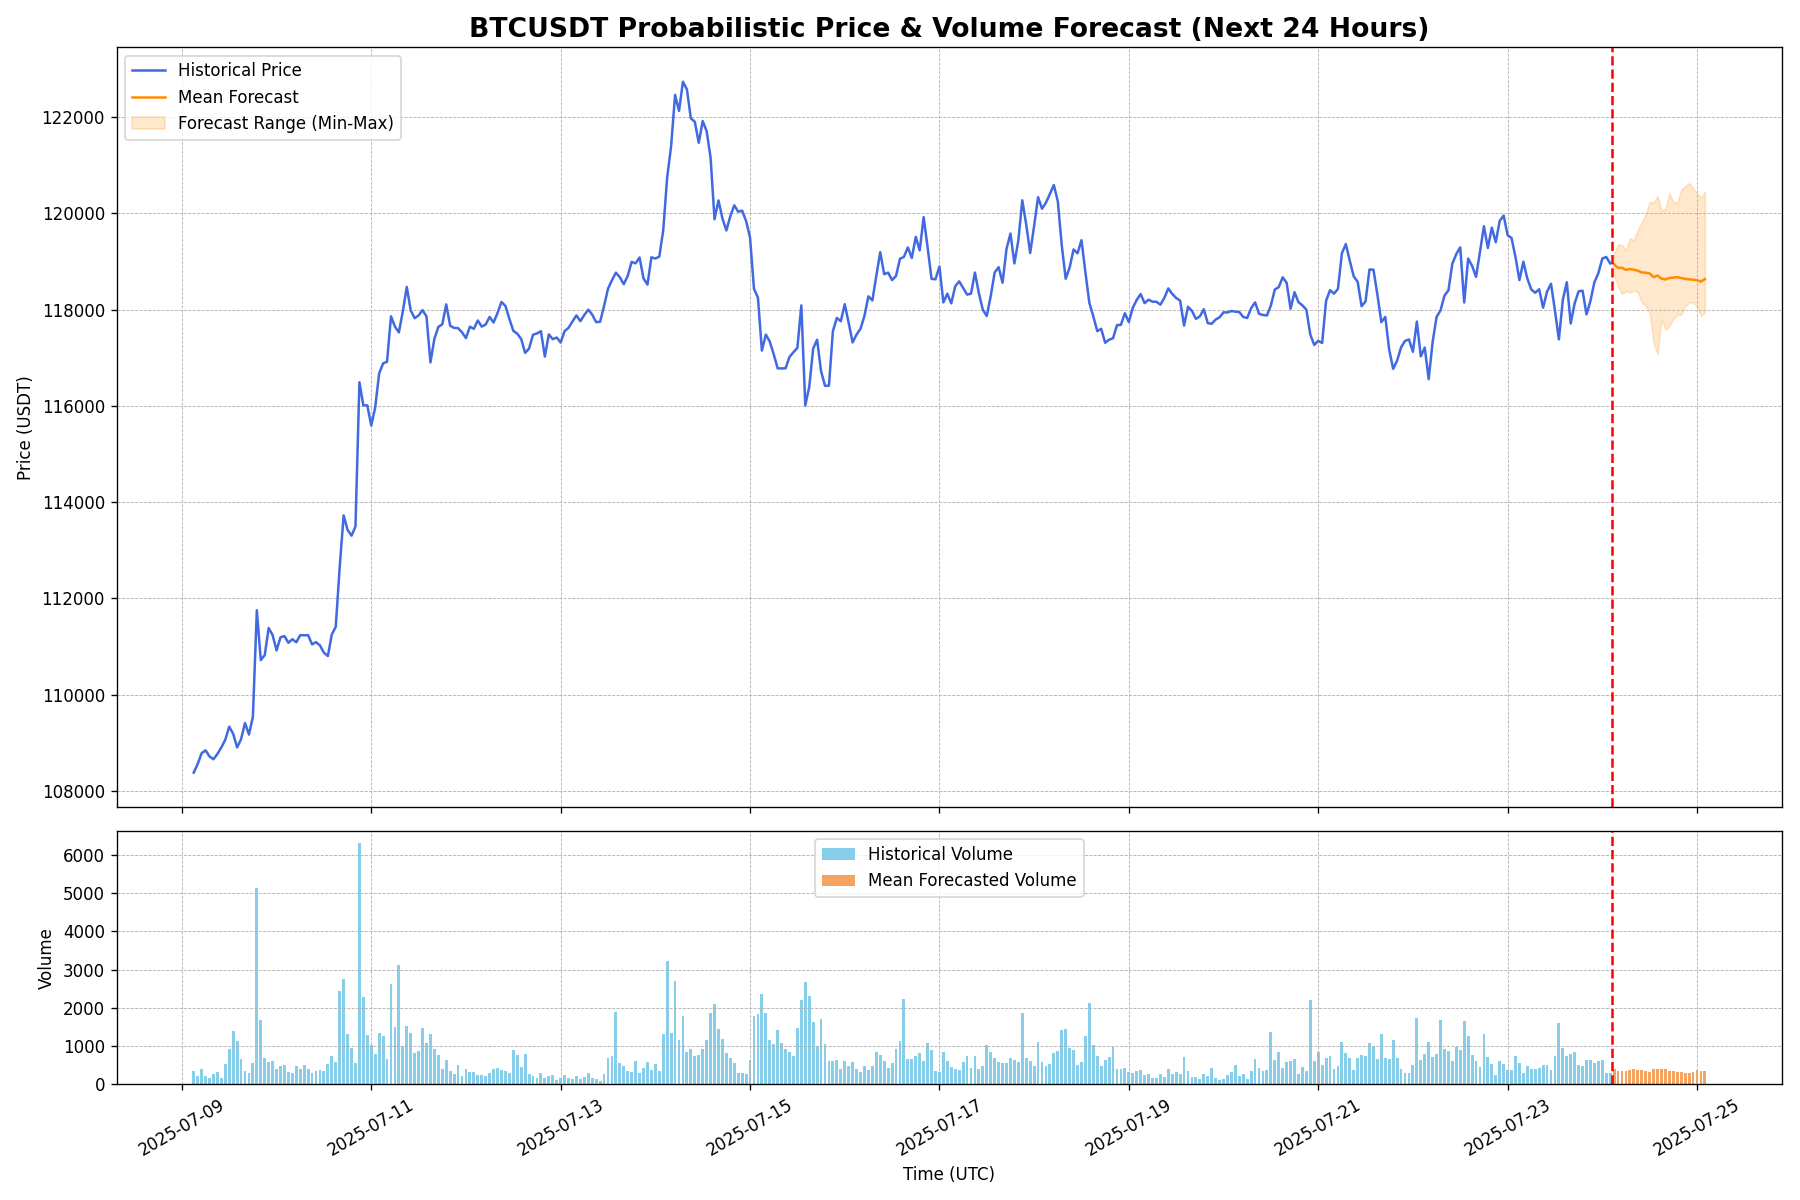 BTCUSDT Probabilistic Price & Volume Forecast (Next 24 Hours)
Historical Price
Mean Forecast
Forecast Range (Min-Max)
122000
120000
118000
116000
114000
112000
110000
108000
Price (USDT)
Historical Volume
Mean Forecasted Volume
6000
5000
4000
3000
2000
1000
0
Volume
2025-07-09
2025-07-11
2025-07-13
2025-07-15
2025-07-17
2025-07-19
2025-07-21
2025-07-23
2025-07-25
Time (UTC)